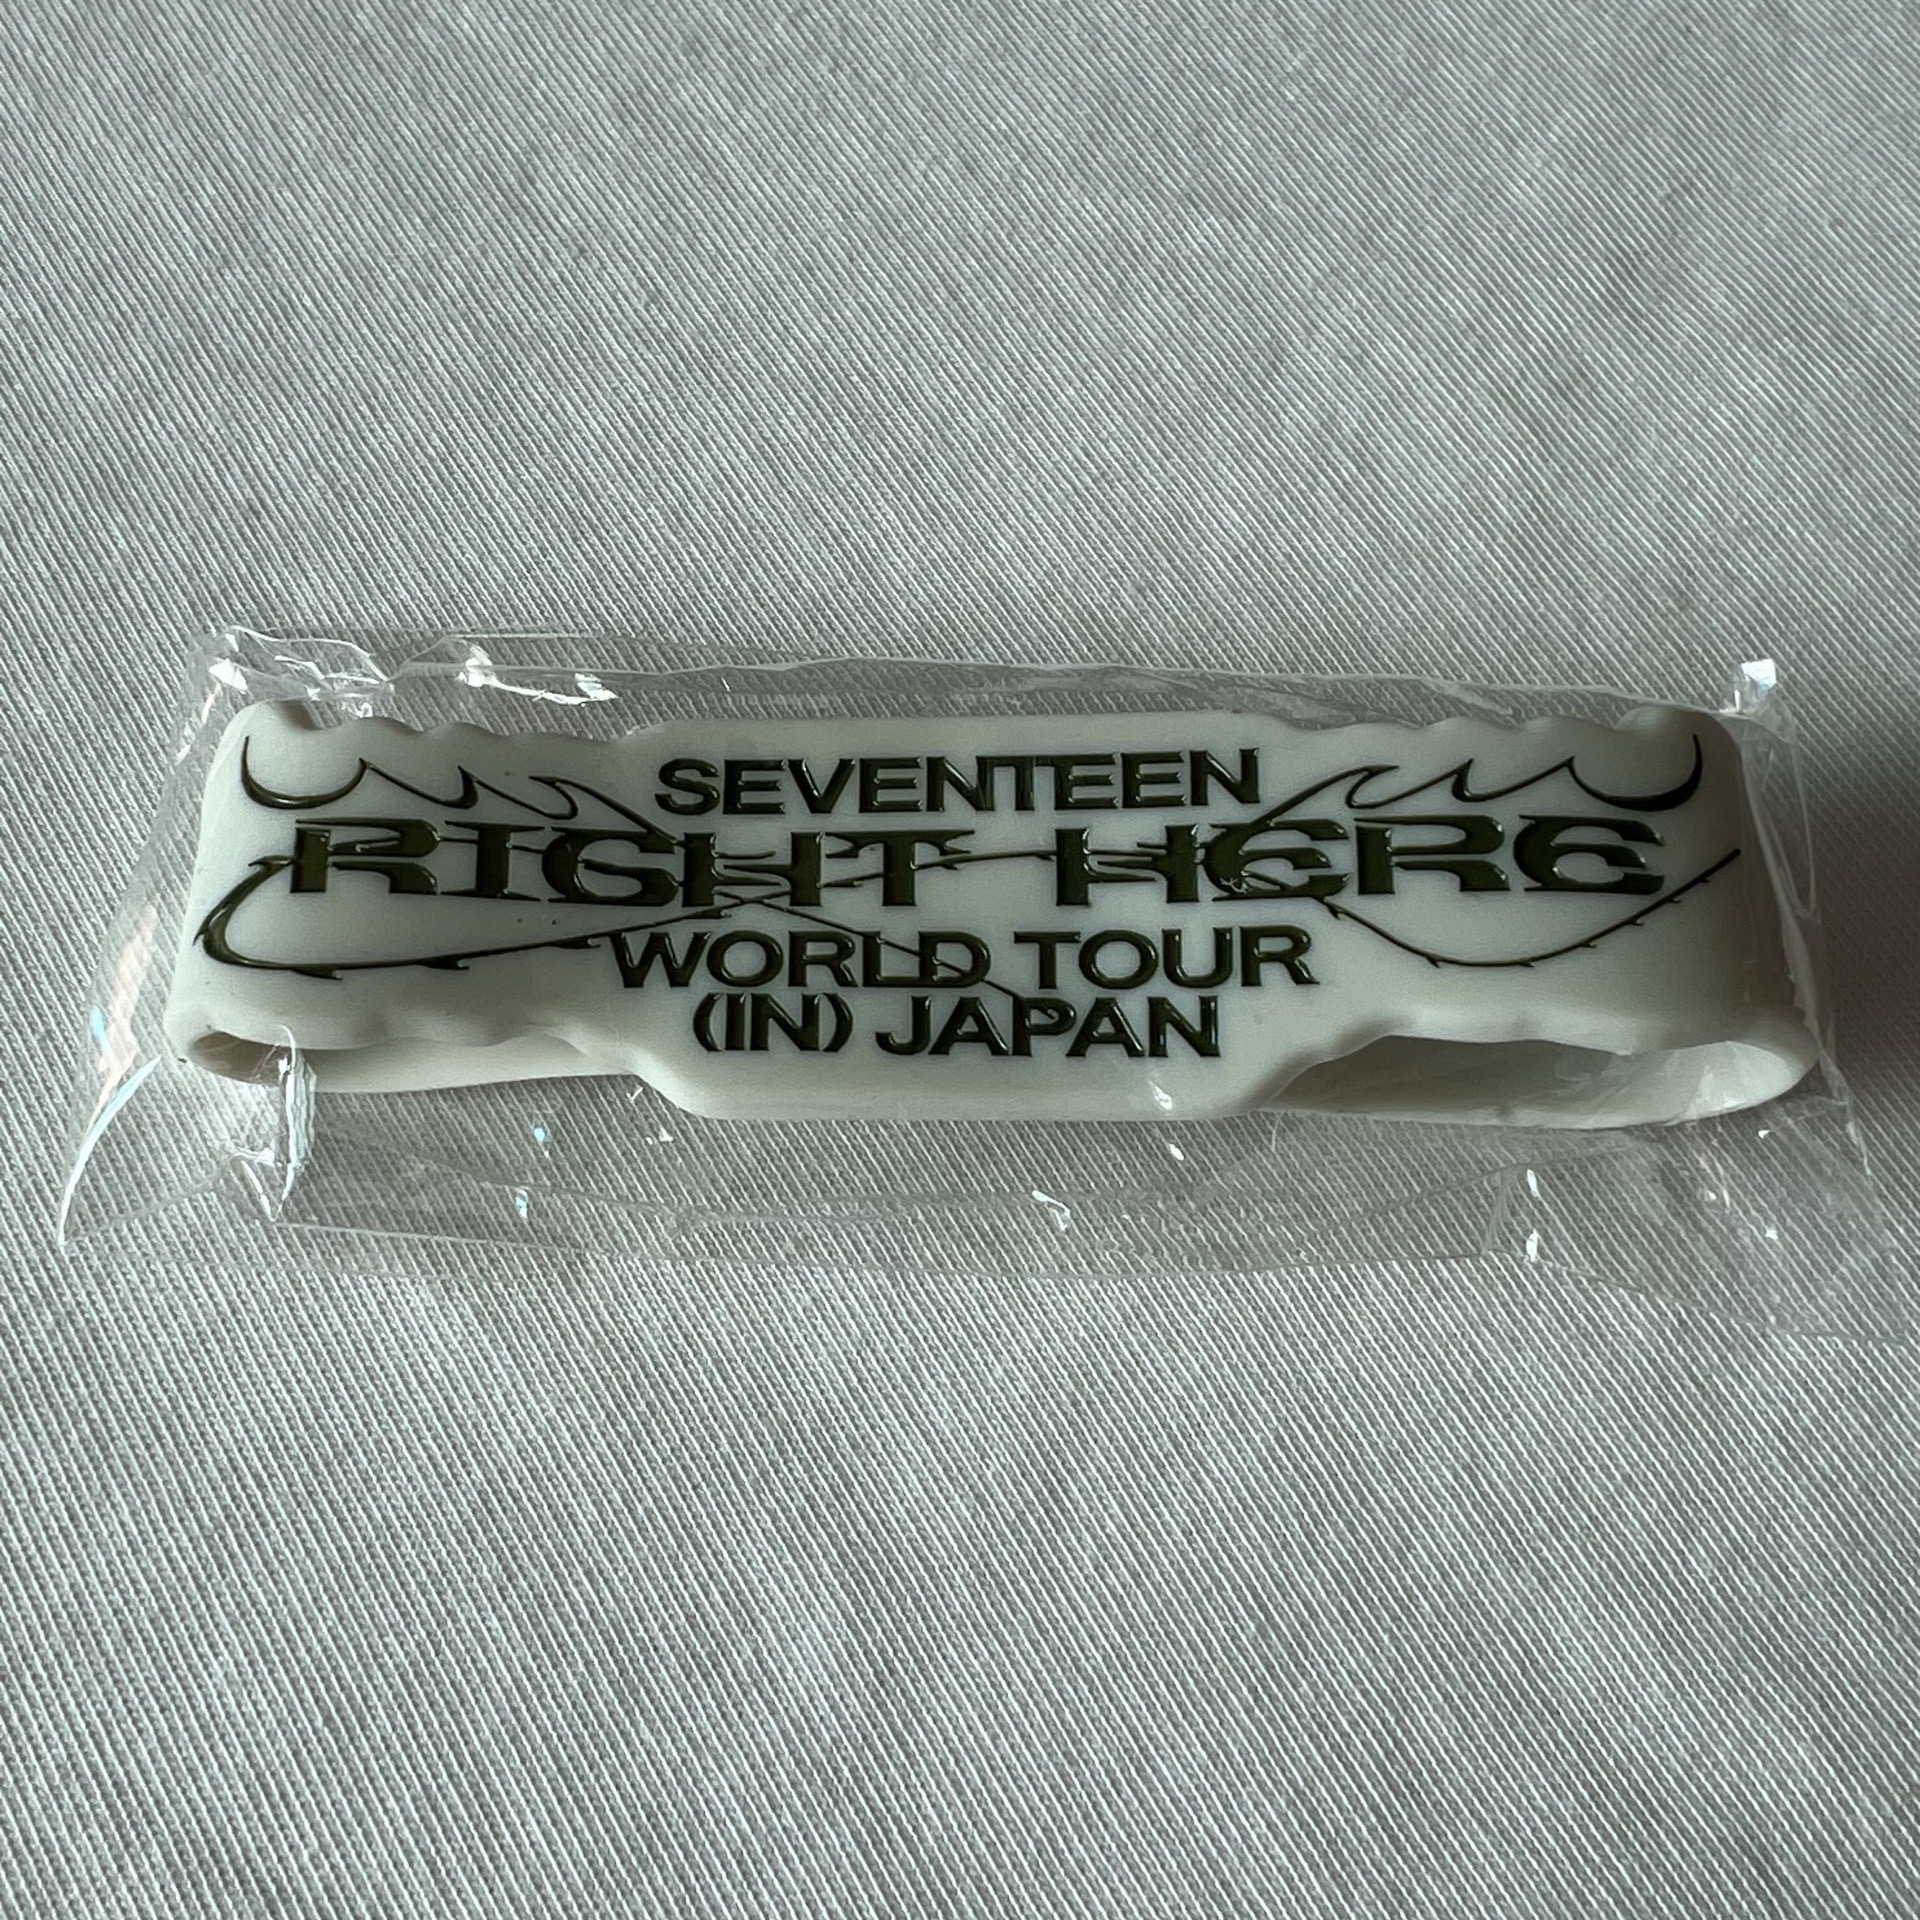 SEVENTEEN
RIGHT HERE
WORLD TOUR
(IN) JAPAN